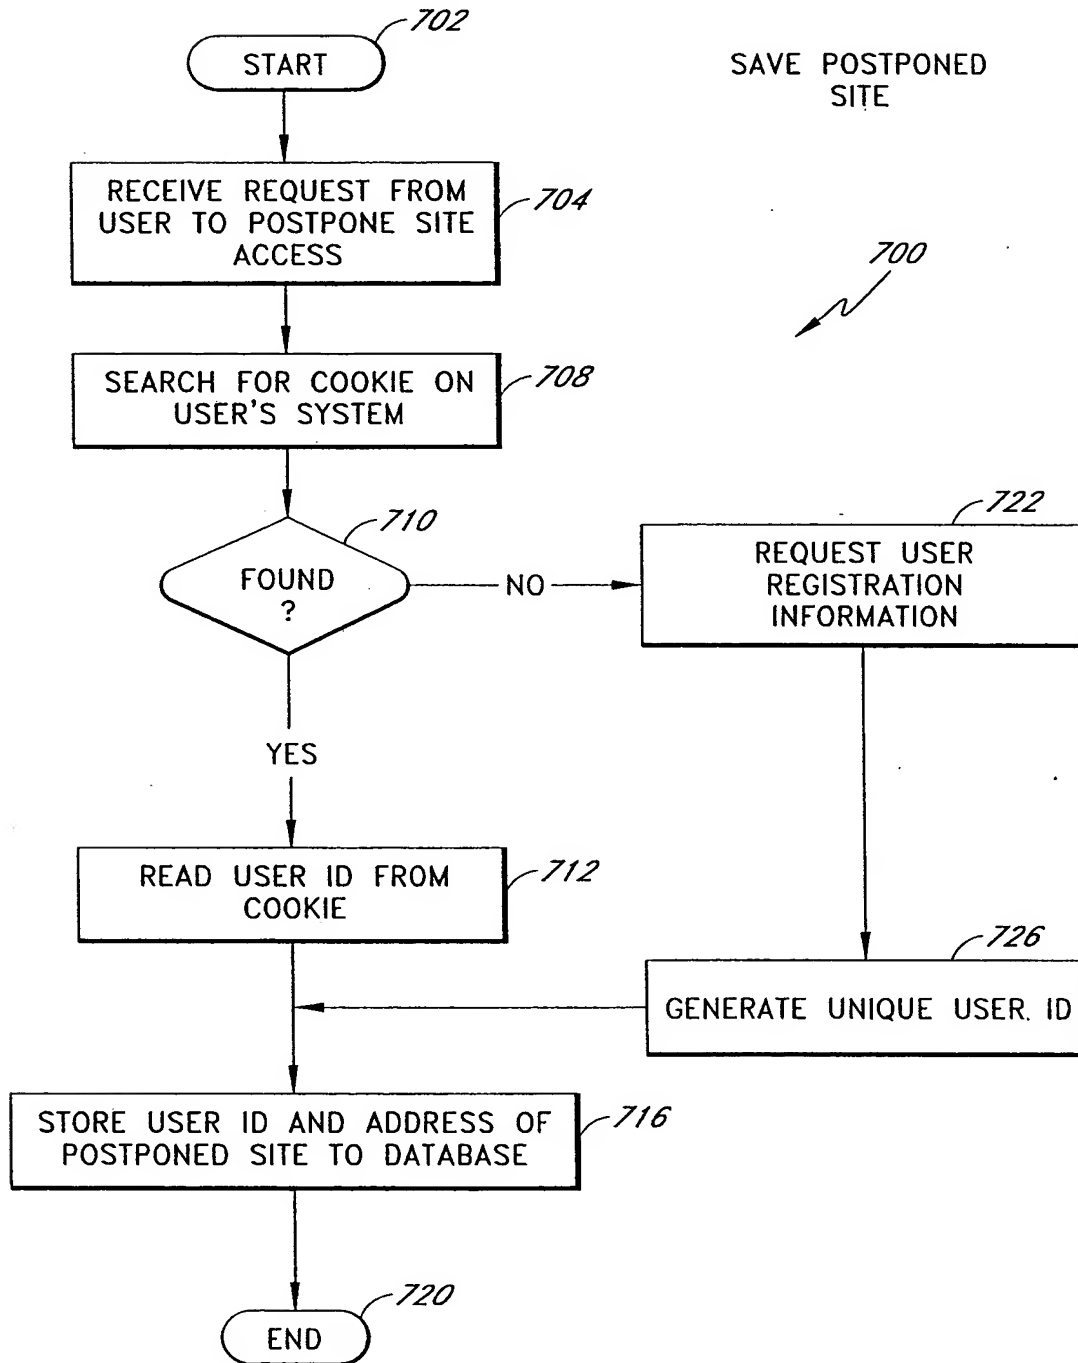 702
START
SAVE POSTPONED
SITE
RECEIVE REQUEST FROM
USER TO POSTPONE SITE
ACCESS
704
700
SEARCH FOR COOKIE ON
USER'S SYSTEM
708
710
FOUND
?
NO
722
REQUEST USER
REGISTRATION
INFORMATION
YES
READ USER ID FROM
COOKIE
712
726
GENERATE UNIQUE USER. ID
STORE USER ID AND ADDRESS OF
POSTPONED SITE TO DATABASE
716
720
END